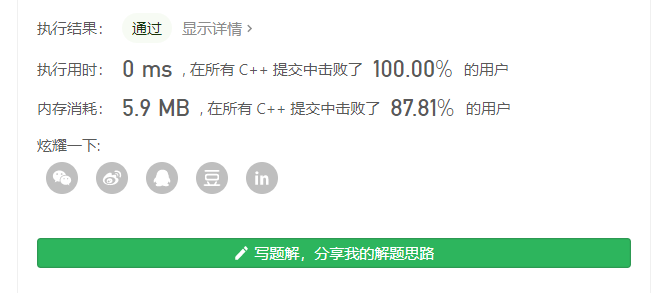 执行结果： 通过 显示详情 ›
执行用时： 0 ms , 在所有 C++ 提交中击败了 100.00% 的用户
内存消耗： 5.9 MB , 在所有 C++ 提交中击败了 87.81% 的用户
炫耀一下:
豆 in
写题解，分享我的解题思路